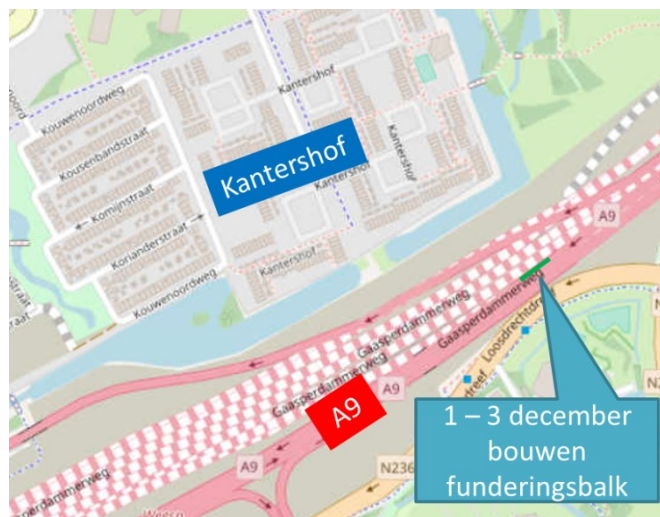 Kouwenoordweg
Kousenbandstraat
Komijnstraat
Korianderstraat
Kouwenoordweg
Kantershof
Kantershof
Kantershof
Kantershof
Kantershof
A9
Gaasperdammerweg
Gaasperdammerweg
Gaasperdammerweg
Loosdrechtdreef
A9
A9
A9
Gaasperdammerweg
N236
1 – 3 december
bouwen
funderingsbalk